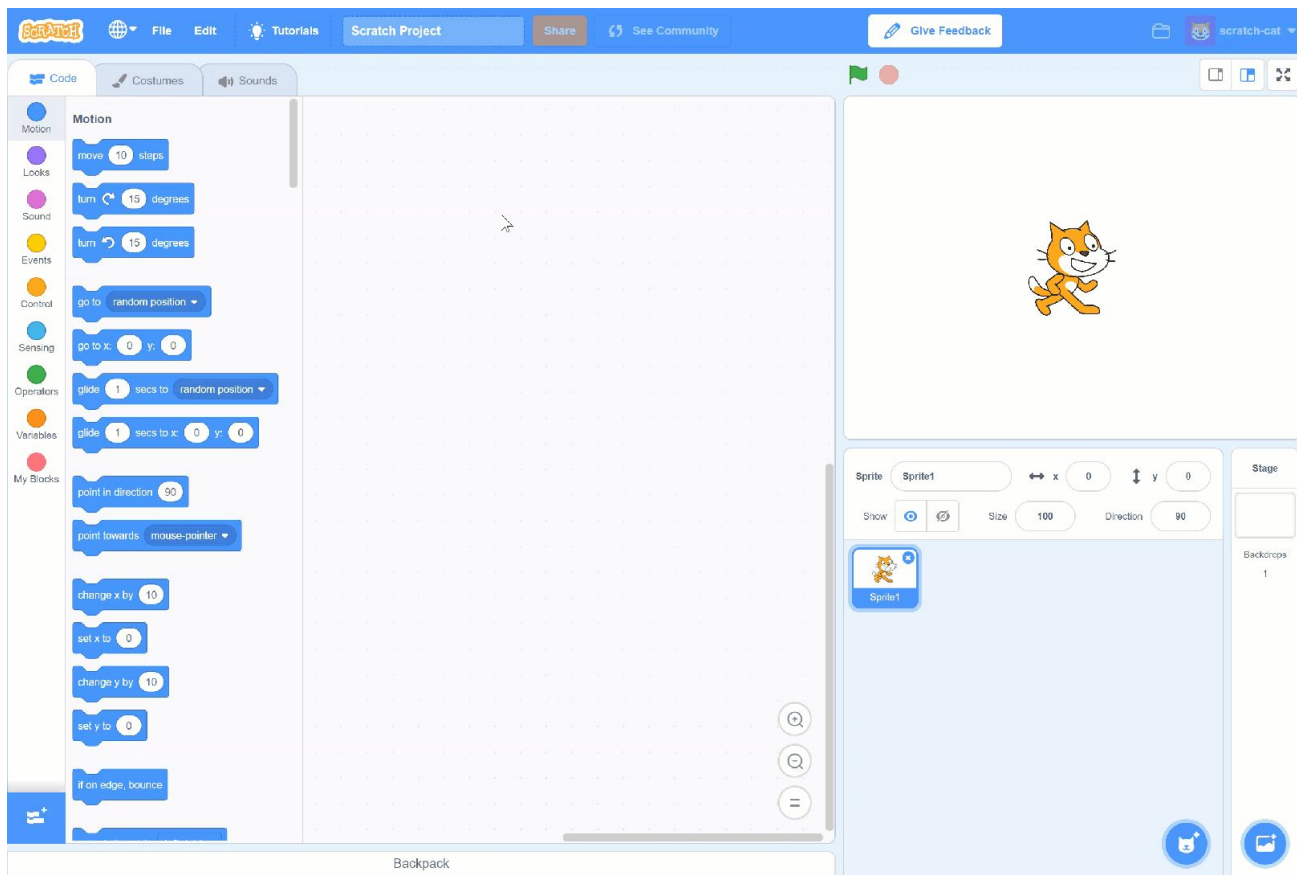 SCRATCH
File
Edit
Tutorials
Scratch Project
Share
See Community
Give Feedback
scratch-cat
Code
Costumes
Sounds
Motion
Looks
Sound
Events
Control
Sensing
Operators
Variables
My Blocks
Motion
move 10 steps
turn 15 degrees
turn 15 degrees
go to random position
go to x: 0 y: 0
glide 1 secs to random position
glide 1 secs to x: 0 y: 0
point in direction 90
point towards mouse-pointer
change x by 10
set x to 0
change y by 10
set y to 0
if on edge, bounce
Backpack
Sprite Sprite1 x 0 y 0
Show Size 100 Direction 90
Sprite1
Stage
Backdrops
1